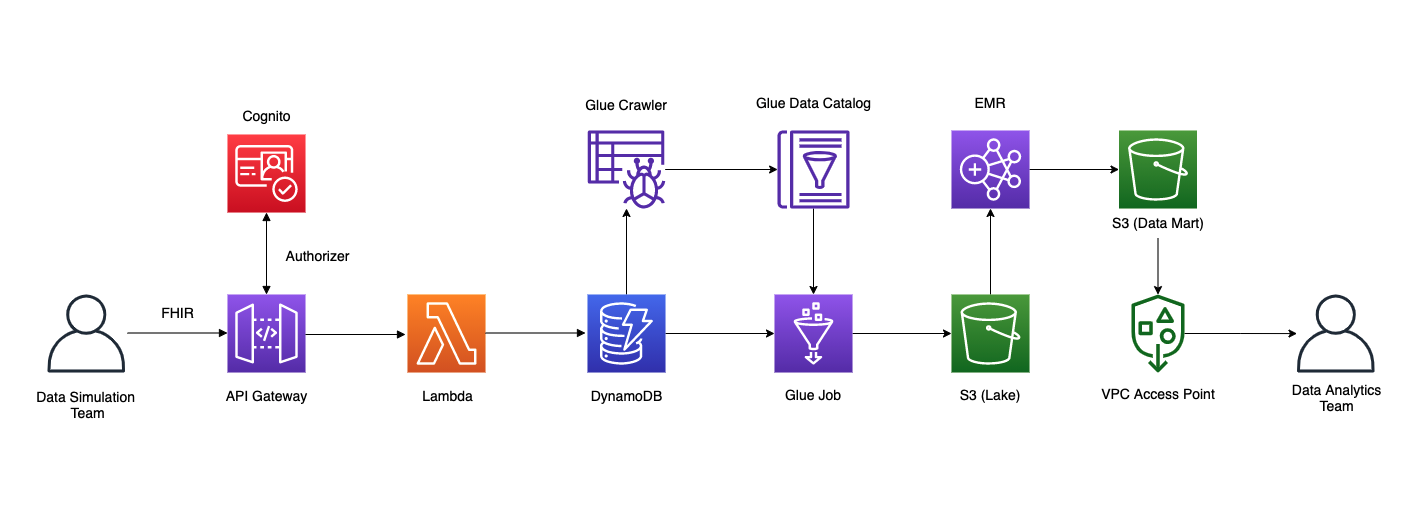 Cognito
Glue Crawler
Glue Data Catalog
EMR
S3 (Data Mart)
Authorizer
FHIR
Data Simulation
Team
API Gateway
Lambda
DynamoDB
Glue Job
S3 (Lake)
VPC Access Point
Data Analytics
Team